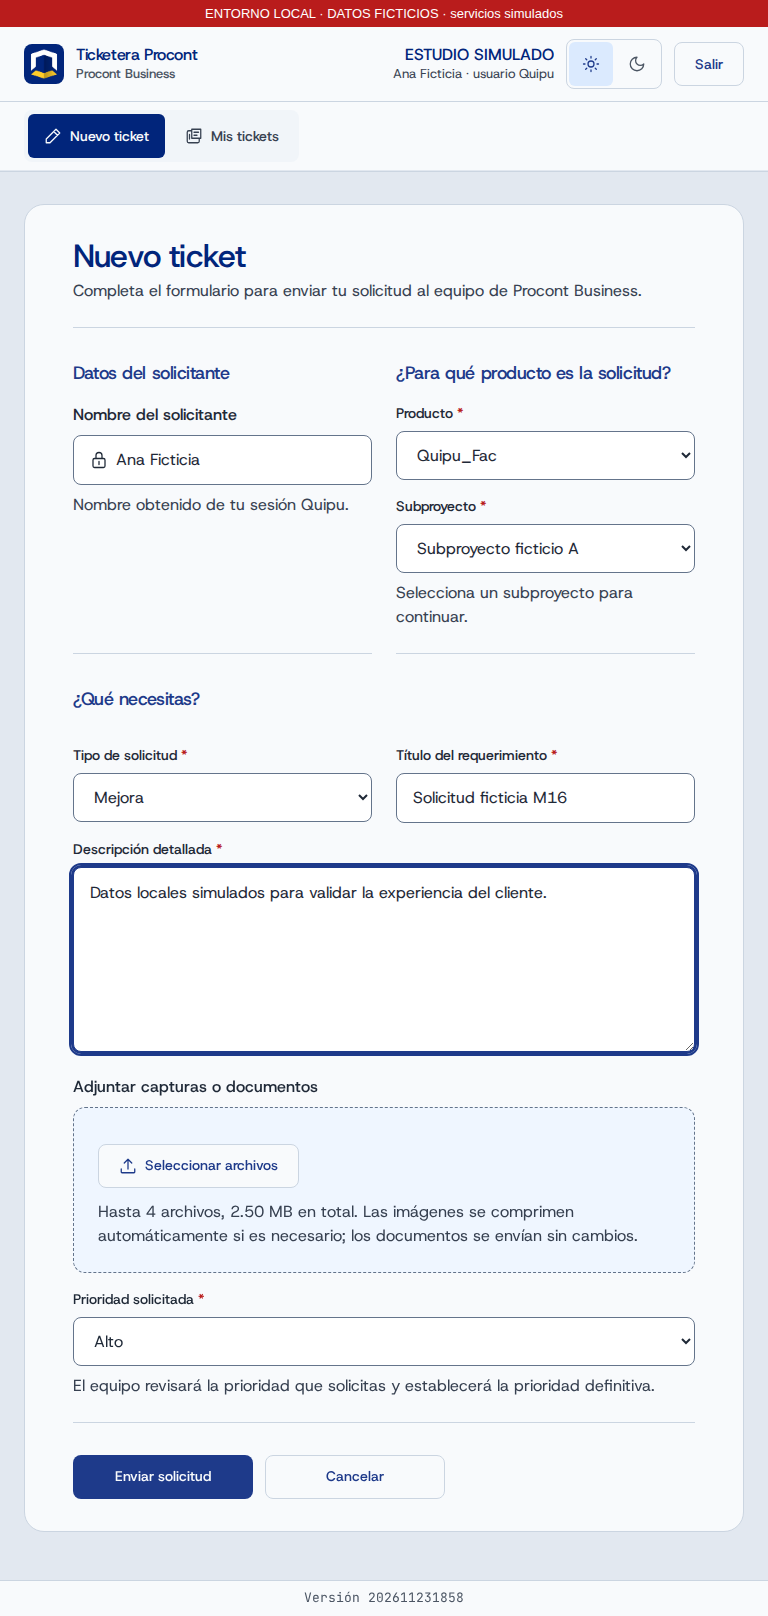 ENTORNO LOCAL · DATOS FICTICIOS · servicios simulados
Ticketera Procont
Procont Business
ESTUDIO SIMULADO
Ana Ficticia · usuario Quipu
Salir
Nuevo ticket
Mis tickets
Nuevo ticket
Completa el formulario para enviar tu solicitud al equipo de Procont Business.
Datos del solicitante
Nombre del solicitante
Ana Ficticia
Nombre obtenido de tu sesión Quipu.
¿Para qué producto es la solicitud?
Producto *
Quipu_Fac
Subproyecto *
Subproyecto ficticio A
Selecciona un subproyecto para
continuar.
¿Qué necesitas?
Tipo de solicitud *
Mejora
Título del requerimiento *
Solicitud ficticia M16
Descripción detallada *
Datos locales simulados para validar la experiencia del cliente.
Adjuntar capturas o documentos
Seleccionar archivos
Hasta 4 archivos, 2.50 MB en total. Las imágenes se comprimen
automáticamente si es necesario; los documentos se envían sin cambios.
Prioridad solicitada *
Alto
El equipo revisará la prioridad que solicitas y establecerá la prioridad definitiva.
Enviar solicitud
Cancelar
Versión 202611231858